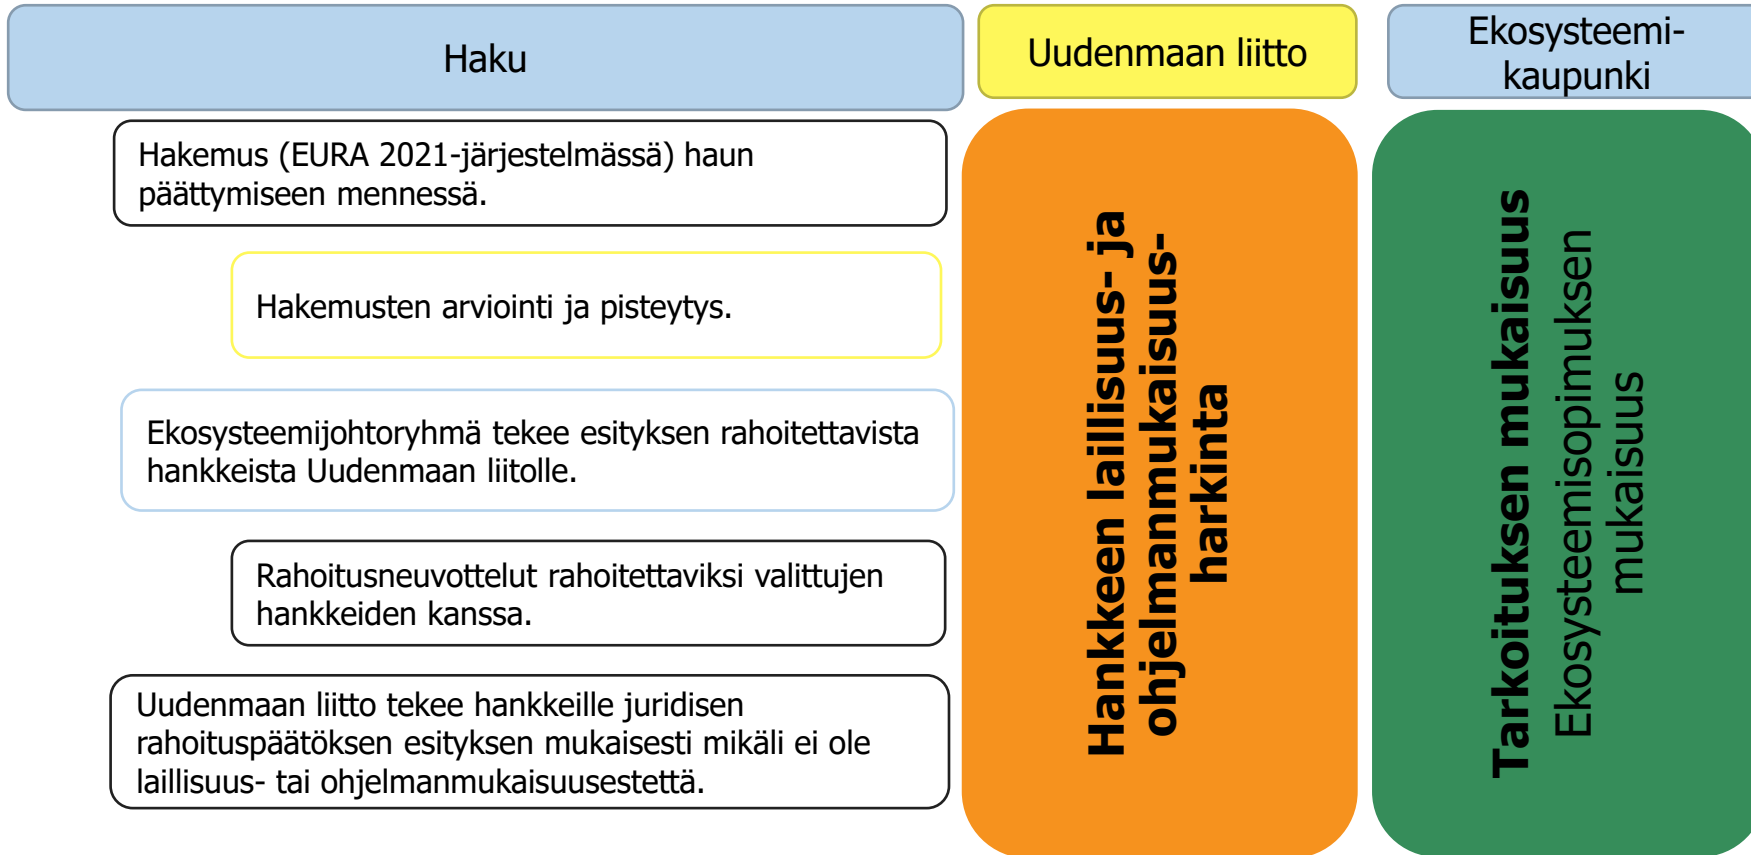 Haku
Uudenmaan liitto
Ekosysteemi-
kaupunki
Hakemus (EURA 2021-järjestelmässä) haun
päättymiseen mennessä.
Hakemusten arviointi ja pisteytys.
Ekosysteemijohtoryhmä tekee esityksen rahoitettavista
hankkeista Uudenmaan liitolle.
Rahoitusneuvottelut rahoitettaviksi valittujen
hankkeiden kanssa.
Uudenmaan liitto tekee hankkeille juridisen
rahoituspäätöksen esityksen mukaisesti mikäli ei ole
laillisuus- tai ohjelmanmukaisuusestettä.
Hankkeen laillisuus- ja
ohjelmanmukaisuus-
harkinta
Tarkoituksen mukaisuus
Ekosysteemisopimuksen
mukaisuus